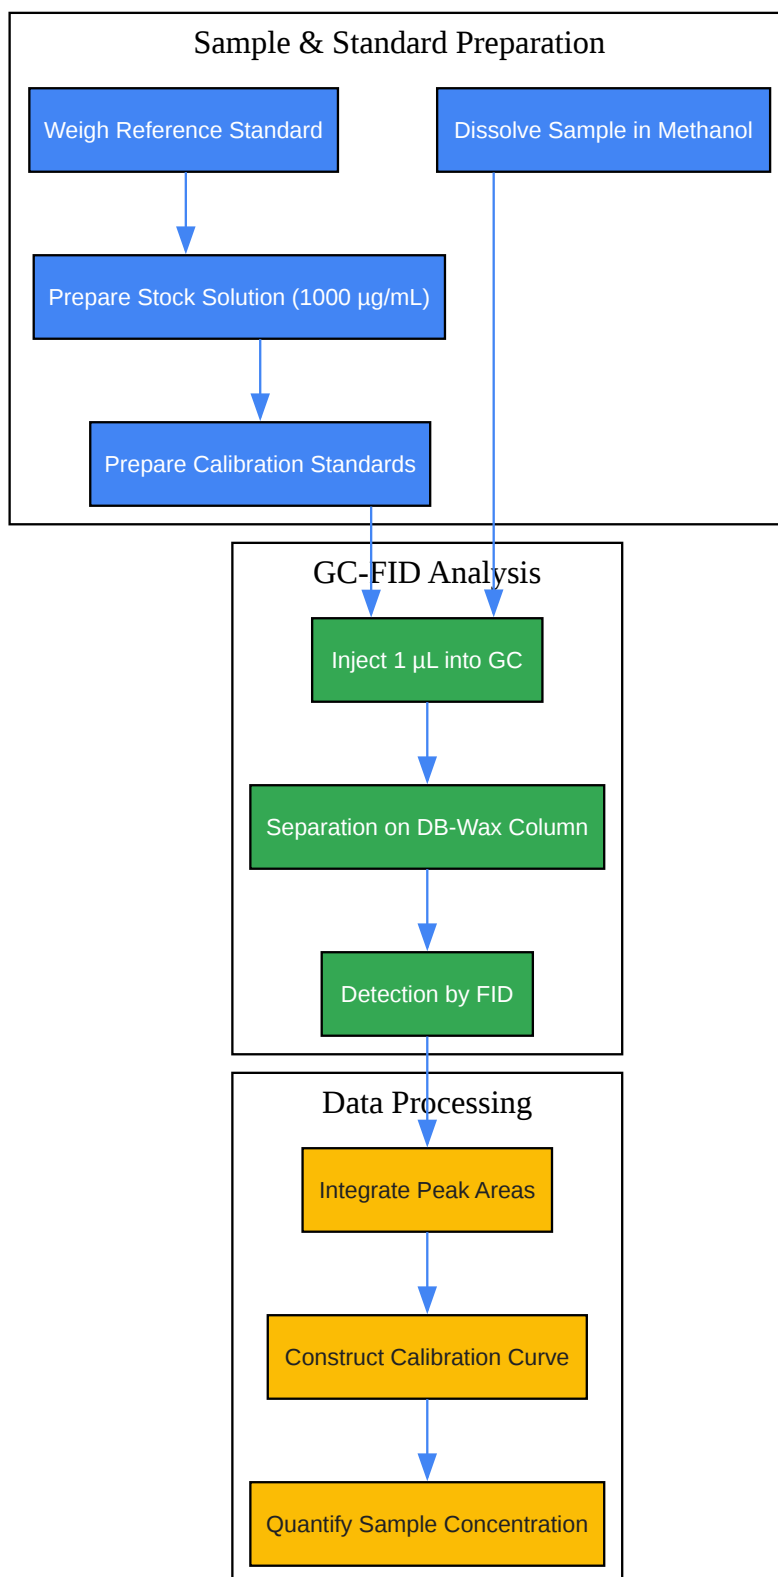 Sample & Standard Preparation
Weigh Reference Standard
Dissolve Sample in Methanol
Prepare Stock Solution (1000 µg/mL)
Prepare Calibration Standards
GC-FID Analysis
Inject 1 µL into GC
Separation on DB-Wax Column
Detection by FID
Data Processing
Integrate Peak Areas
Construct Calibration Curve
Quantify Sample Concentration